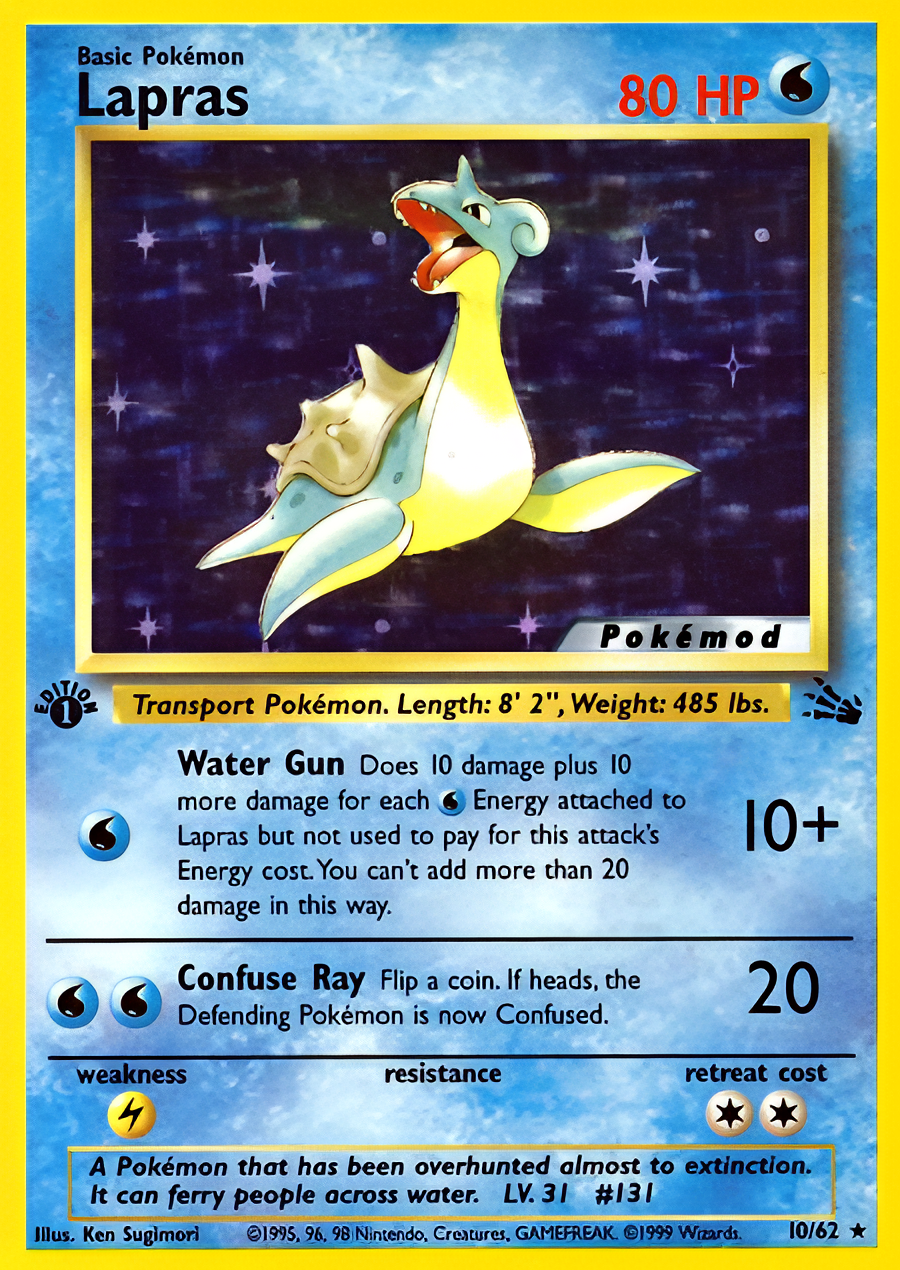 Basic Pokémon
Lapras
80 HP
Pokémod
EDITION
1
Transport Pokémon. Length: 8' 2", Weight: 485 lbs.
Water Gun Does 10 damage plus 10
more damage for each Energy attached to
Lapras but not used to pay for this attack's
Energy cost. You can't add more than 20
damage in this way.
10+
Confuse Ray Flip a coin. If heads, the
Defending Pokémon is now Confused.
20
weakness
resistance
retreat cost
A Pokémon that has been overhunted almost to extinction.
It can ferry people across water. LV. 31 #131
Illus. Ken Sugimori
©1995, 96, 98 Nintendo, Creatures, GAMEFREAK. ©1999 Wizards.
10/62 ★